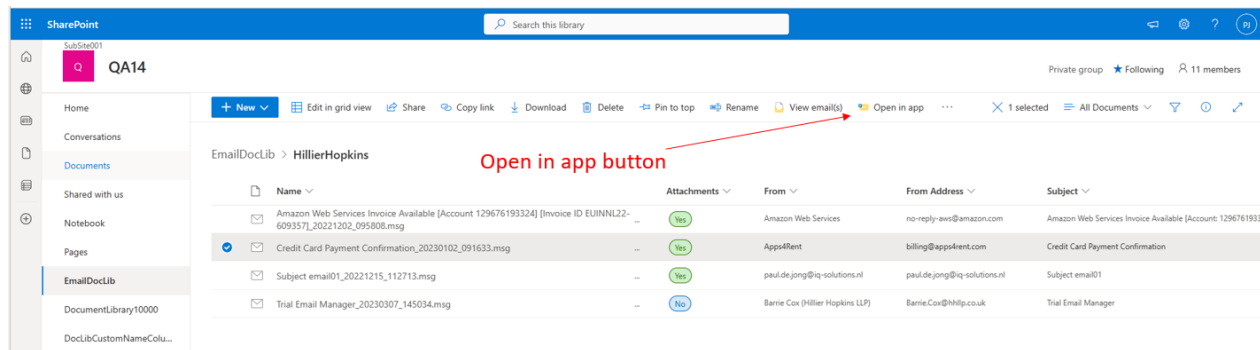 SharePoint
Search this library
?
PJ
SubSite001
Q
QA14
Private group ★ Following 11 members
Home
+ New Edit in grid view Share Copy link Download Delete Pin to top Rename View email(s) Open in app ... 1 selected All Documents
Conversations
Documents
EmailDocLib > HillierHopkins
Open in app button
Shared with us
Name Attachments From From Address Subject
Notebook
Amazon Web Services Invoice Available [Account 129676193324] [Invoice ID EUINNL22-
609357]_20221202_095808.msg ... Yes Amazon Web Services no-reply-aws@amazon.com Amazon Web Services Invoice Available [Account: 1296761933
Pages
Credit Card Payment Confirmation_20230102_091633.msg ... Yes Apps4Rent billing@apps4rent.com Credit Card Payment Confirmation
EmailDocLib
Subject email01_20221215_112713.msg ... Yes paul.de.jong@iq-solutions.nl paul.de.jong@iq-solutions.nl Subject email01
DocumentLibrary10000
Trial Email Manager_20230307_145034.msg ... No Barrie Cox (Hillier Hopkins LLP) Barrie.Cox@hhllp.co.uk Trial Email Manager
DocLibCustomNameColu...